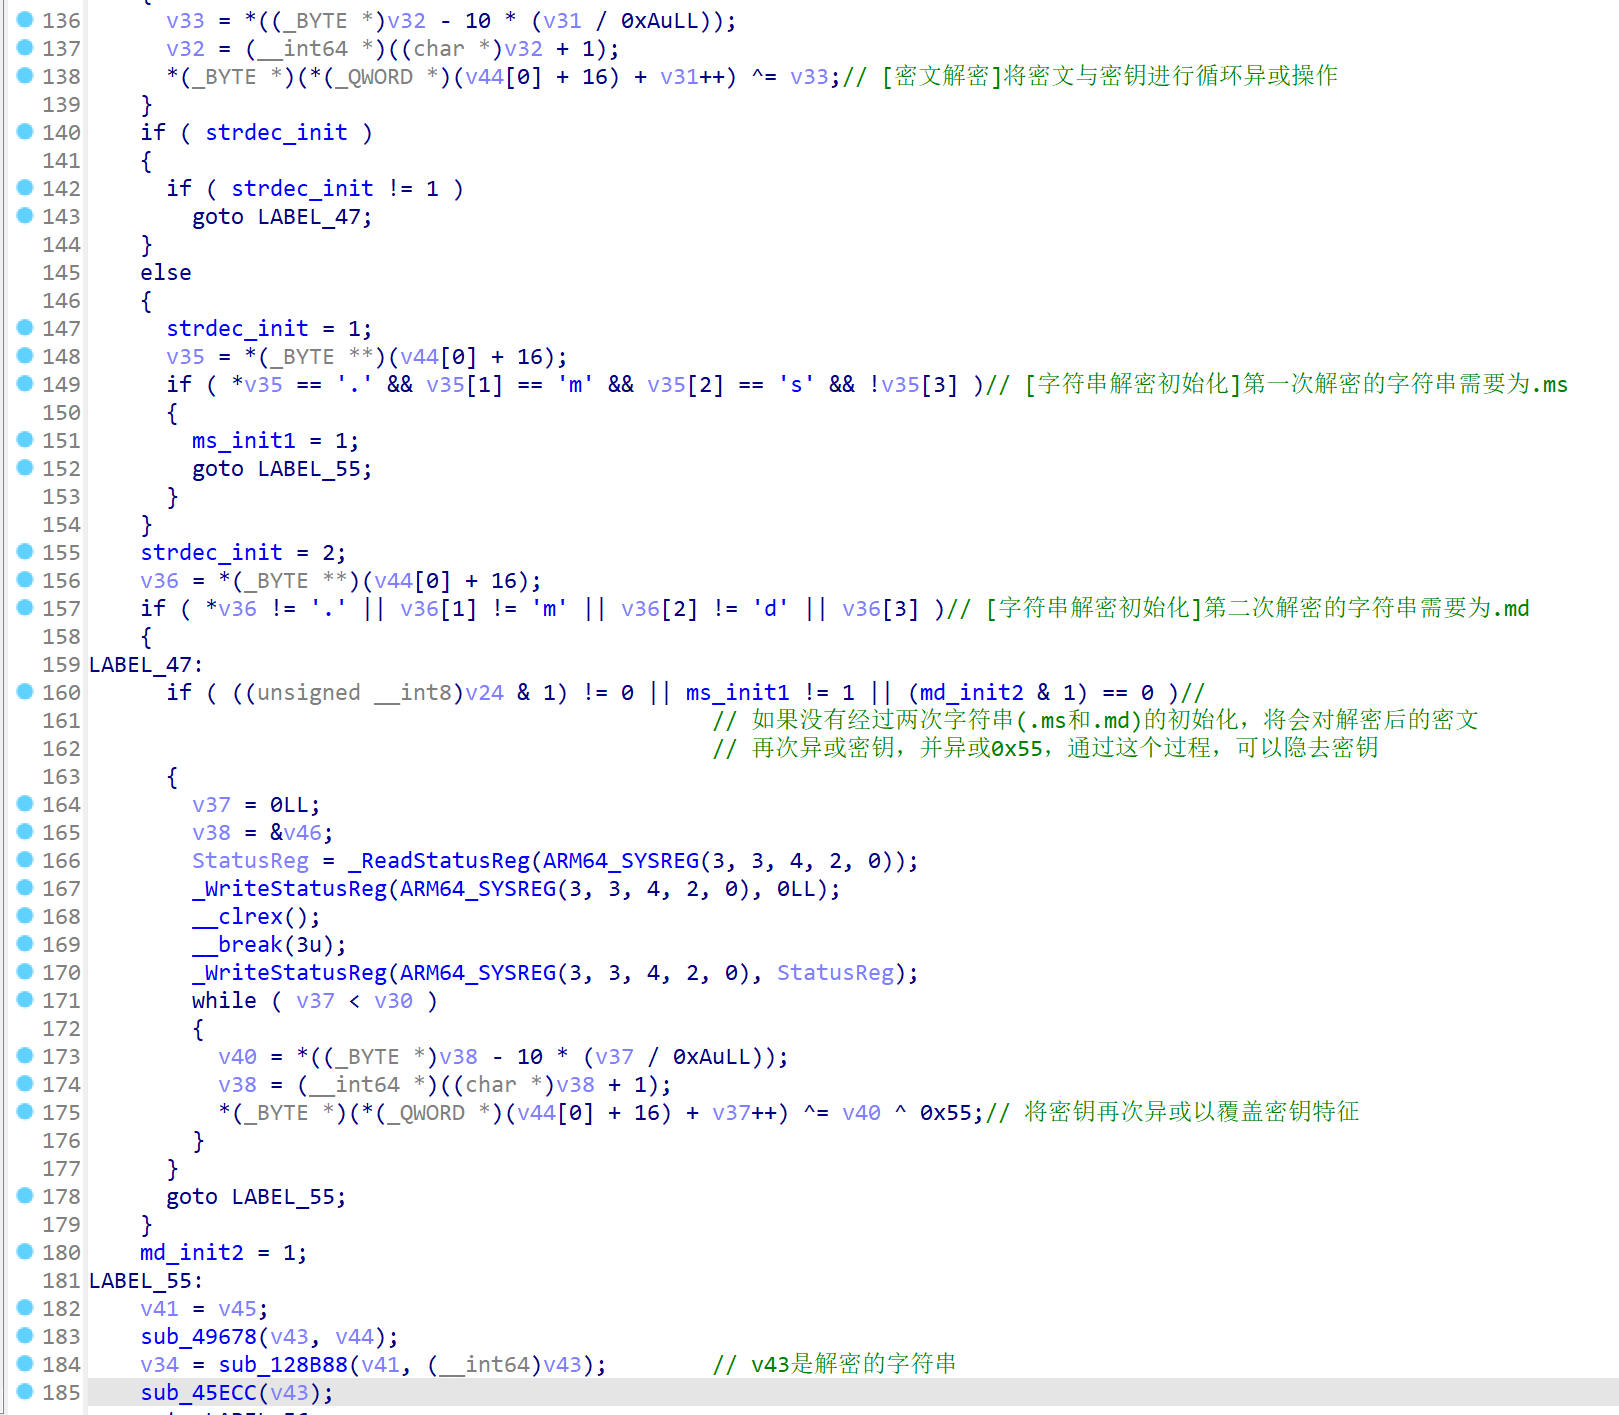 136 v33 = *((_BYTE *)v32 - 10 * (v31 / 0xAuLL));
137 v32 = (__int64 *)((char *)v32 + 1);
138 *(_BYTE *)(*(_QWORD *)(v44[0] + 16) + v31++) ^= v33;// [密文解密]将密文与密钥进行循环异或操作
139 }
140 if ( strdec_init )
141 {
142 if ( strdec_init != 1 )
143 goto LABEL_47;
144 }
145 else
146 {
147 strdec_init = 1;
148 v35 = *(_BYTE **)(v44[0] + 16);
149 if ( *v35 == '.' && v35[1] == 'm' && v35[2] == 's' && !v35[3] )// [字符串解密初始化]第一次解密的字符串需要为.ms
150 {
151 ms_init1 = 1;
152 goto LABEL_55;
153 }
154 }
155 strdec_init = 2;
156 v36 = *(_BYTE **)(v44[0] + 16);
157 if ( *v36 != '.' || v36[1] != 'm' || v36[2] != 'd' || v36[3] )// [字符串解密初始化]第二次解密的字符串需要为.md
158 {
159 LABEL_47:
160 if ( ((unsigned __int8)v24 & 1) != 0 || ms_init1 != 1 || (md_init2 & 1) == 0 )//
161 // 如果没有经过两次字符串(.ms和.md)的初始化，将会对解密后的密文
162 // 再次异或密钥，并异或0x55，通过这个过程，可以隐去密钥
163 {
164 v37 = 0LL;
165 v38 = &v46;
166 StatusReg = _ReadStatusReg(ARM64_SYSREG(3, 3, 4, 2, 0));
167 _WriteStatusReg(ARM64_SYSREG(3, 3, 4, 2, 0), 0LL);
168 __clrex();
169 __break(3u);
170 _WriteStatusReg(ARM64_SYSREG(3, 3, 4, 2, 0), StatusReg);
171 while ( v37 < v30 )
172 {
173 v40 = *((_BYTE *)v38 - 10 * (v37 / 0xAuLL));
174 v38 = (__int64 *)((char *)v38 + 1);
175 *(_BYTE *)(*(_QWORD *)(v44[0] + 16) + v37++) ^= v40 ^ 0x55;// 将密钥再次异或以覆盖密钥特征
176 }
177 }
178 goto LABEL_55;
179 }
180 md_init2 = 1;
181 LABEL_55:
182 v41 = v45;
183 sub_49678(v43, v44);
184 v34 = sub_128B88(v41, (__int64)v43); // v43是解密的字符串
185 sub_45ECC(v43);